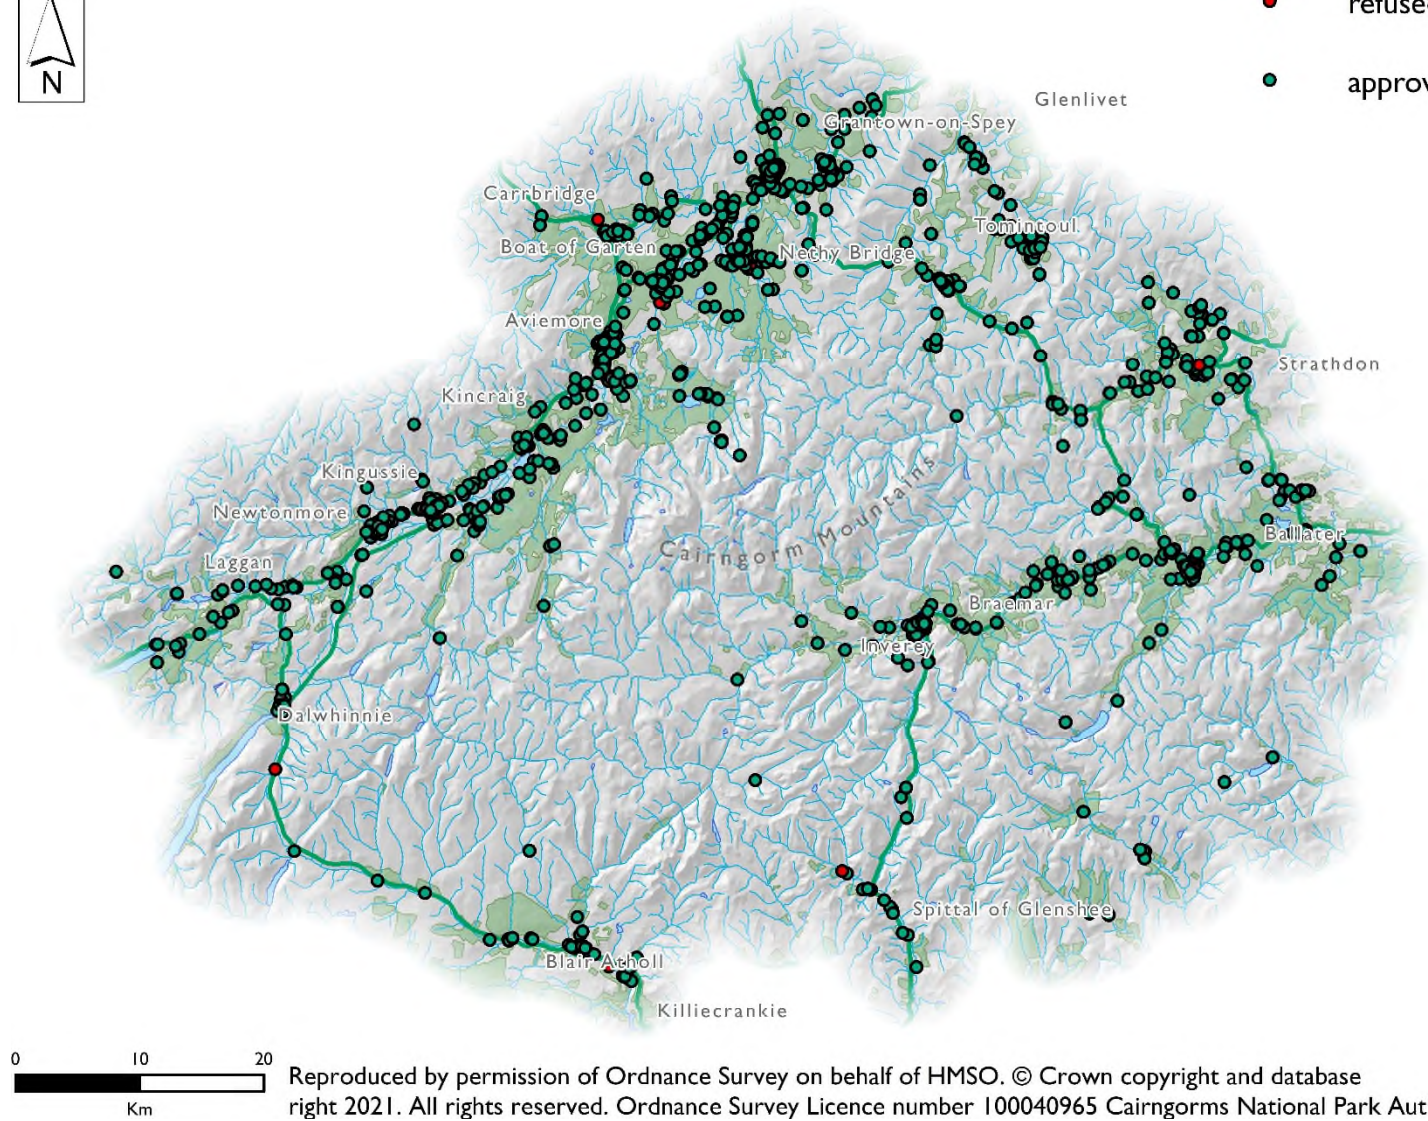 refuse
N
approv
Glenlivet
Grantown-on-Spey
Carrbridge
Tomintoul
Boat of Garten
Nethy Bridge
Aviemore
Strathdon
Kincraig
Kingussie
Newtonmore
Cairngorm Mountains
Ballater
Laggan
Braemar
Inverey
Dalwhinnie
Spittal of Glenshee
Blair Atholl
Killiecrankie
0 10 20
Km
Reproduced by permission of Ordnance Survey on behalf of HMSO. © Crown copyright and database
right 2021. All rights reserved. Ordnance Survey Licence number 100040965 Cairngorms National Park Aut